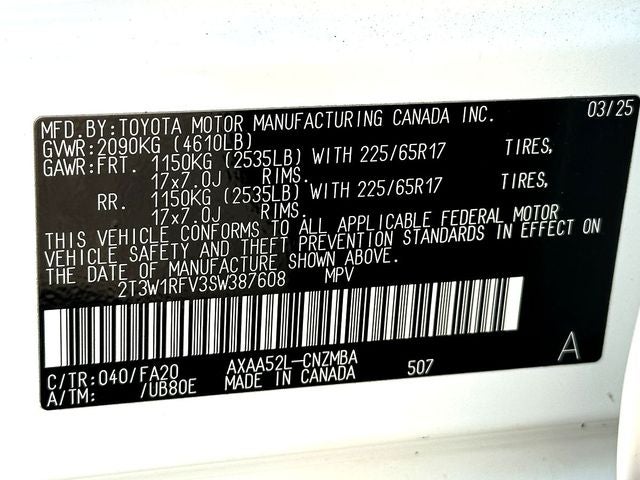 MFD.BY:TOYOTA MOTOR MANUFACTURING CANADA INC. 03/25
GVWR:2090KG (4610LB)
GAWR:FRT. 1150KG (2535LB) WITH 225/65R17 TIRES,
17x7.0J RIMS.
RR. 1150KG (2535LB) WITH 225/65R17 TIRES,
17x7.0J RIMS.
THIS VEHICLE CONFORMS TO ALL APPLICABLE FEDERAL MOTOR
VEHICLE SAFETY AND THEFT PREVENTION STANDARDS IN EFFECT ON
THE DATE OF MANUFACTURE SHOWN ABOVE.
2T3W1RFV3SW387608 MPV
C/TR:040/FA20 AXAA52L-CNZMBA 507 A
A/TM: /UB80E MADE IN CANADA